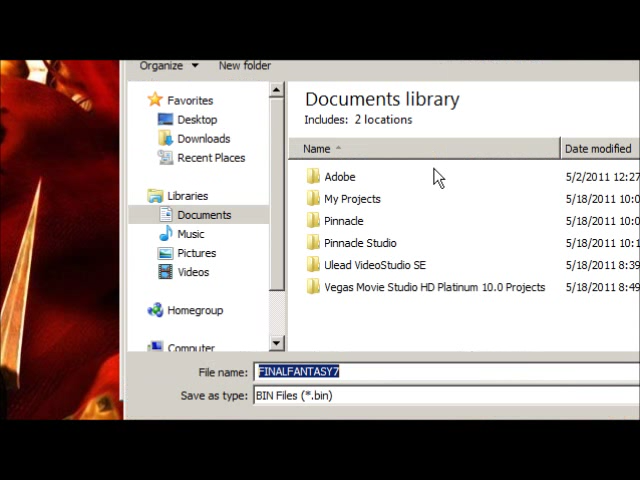 Organize New folder
Favorites
Desktop
Downloads
Recent Places
Libraries
Documents
Music
Pictures
Videos
Homegroup
Computer
Documents library
Includes: 2 locations
Name Date modified
Adobe 5/2/2011 12:27
My Projects 5/18/2011 10:0
Pinnacle 5/18/2011 10:0
Pinnacle Studio 5/18/2011 10:1
Ulead VideoStudio SE 5/18/2011 8:39
Vegas Movie Studio HD Platinum 10.0 Projects 5/18/2011 8:49
File name: FINALFANTASY7
Save as type: BIN Files (*.bin)